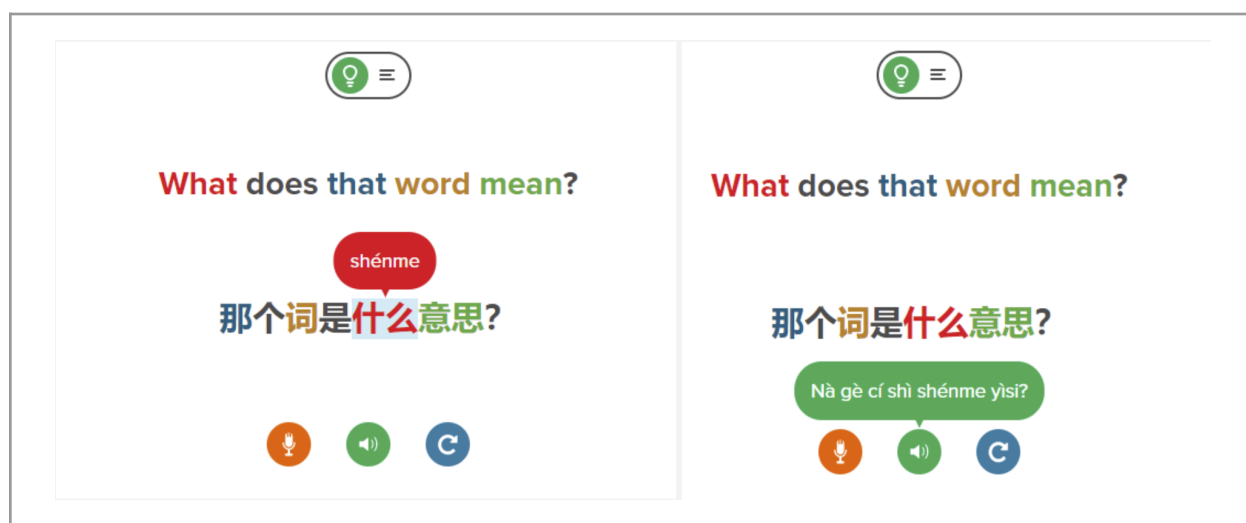 What does that word mean?
shénme
那个词是什么意思?
What does that word mean?
那个词是什么意思?
Nà gè cí shì shénme yìsi?